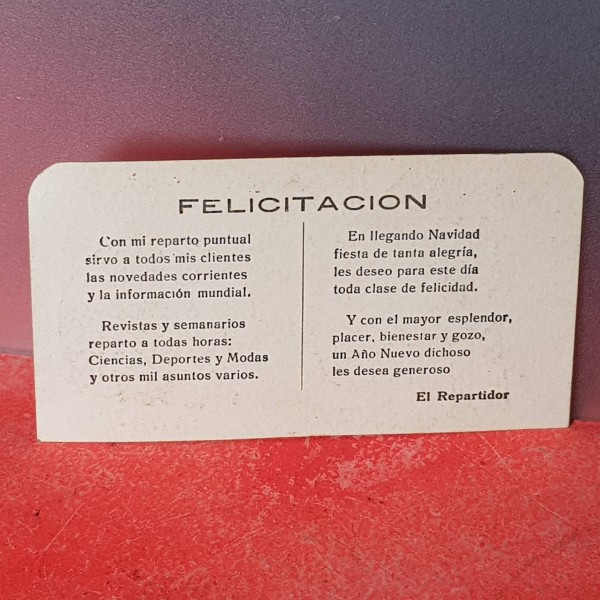 FELICITACION
Con mi reparto puntual
sirvo a todos mis clientes
las novedades corrientes
y la información mundial.
Revistas y semanarios
reparto a todas horas:
Ciencias, Deportes y Modas
y otros mil asuntos varios.
En llegando Navidad
fiesta de tanta alegría,
les deseo para este día
toda clase de felicidad.
Y con el mayor esplendor,
placer, bienestar y gozo,
un Año Nuevo dichoso
les desea generoso
El Repartidor